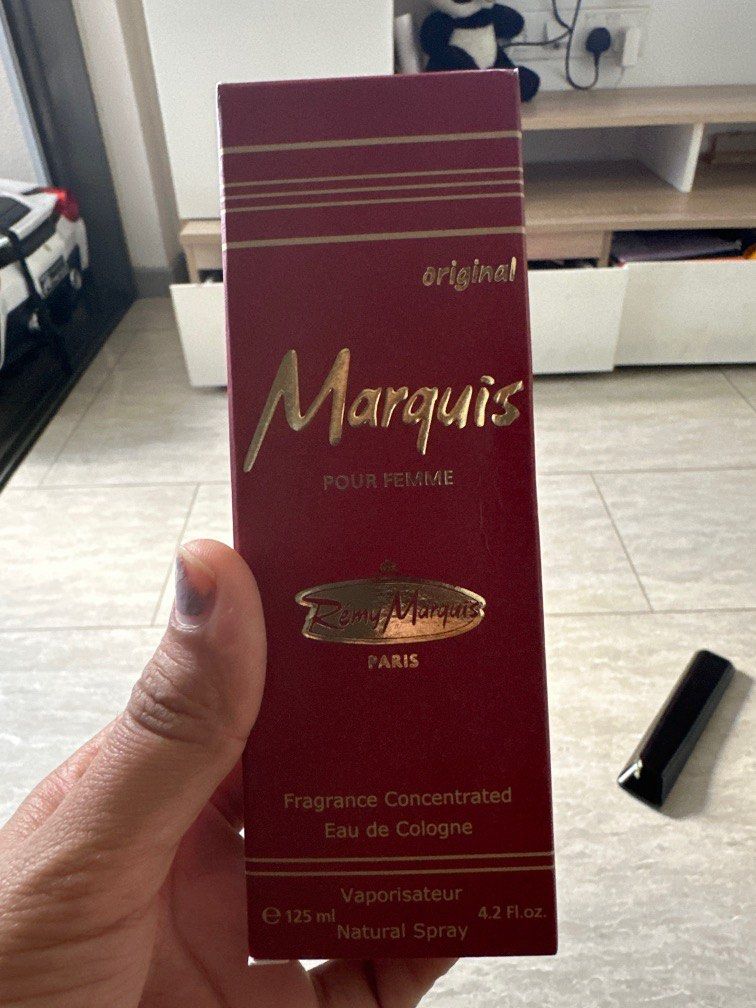 original
Marquis
POUR FEMME
de
Rémy Marquis
PARIS
Fragrance Concentrated
Eau de Cologne
Vaporisateur
℮ 125 ml 4.2 Fl.oz.
Natural Spray